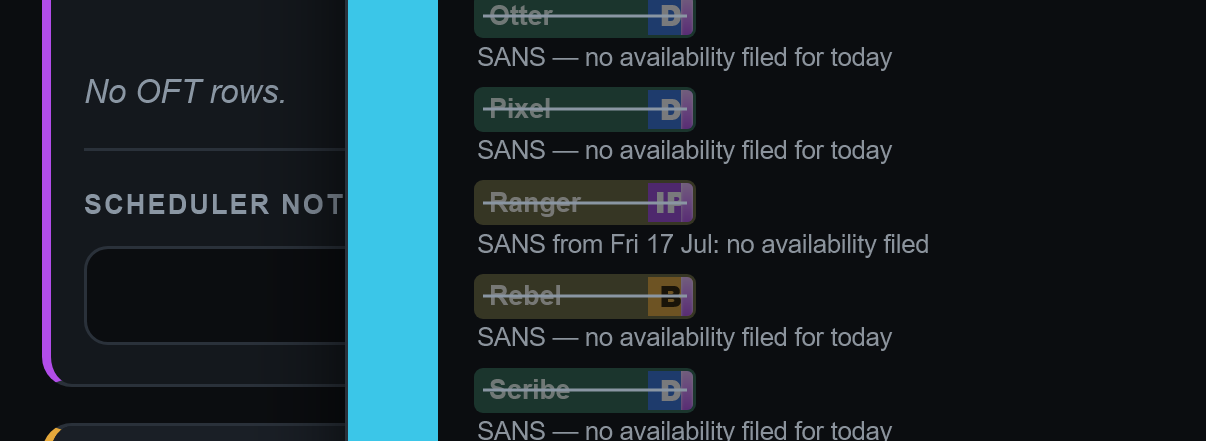 No OFT rows.
SCHEDULER NOT
Otter D
SANS — no availability filed for today
Pixel D
SANS — no availability filed for today
Ranger IP
SANS from Fri 17 Jul: no availability filed
Rebel B
SANS — no availability filed for today
Scribe D
SANS — no availability filed for today